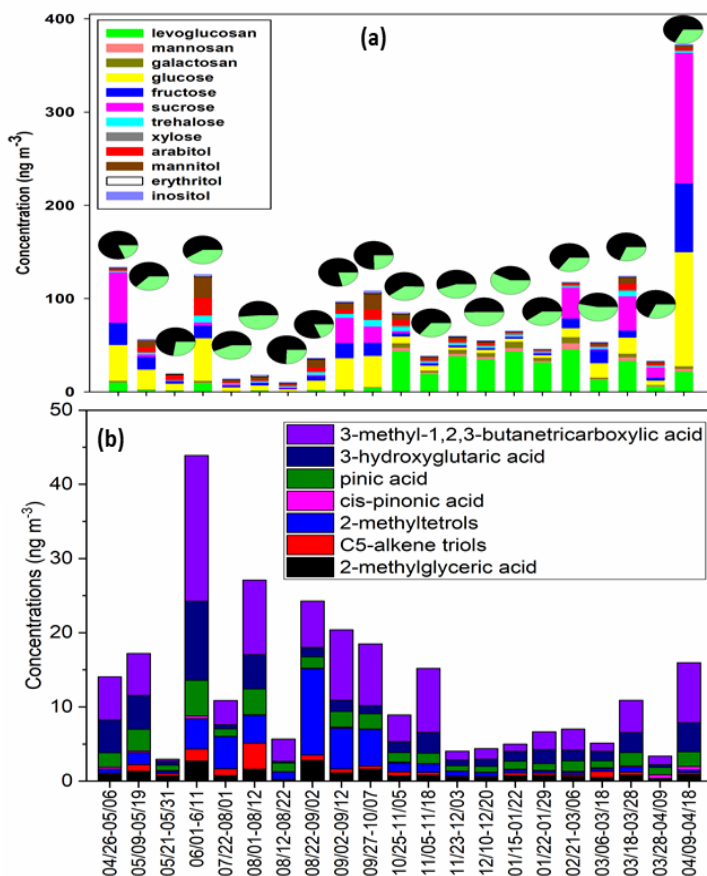 400
300
200
100
0
Concentration (ng m⁻³)
levoglucosan
mannosan
galactosan
glucose
fructose
sucrose
trehalose
xylose
arabitol
mannitol
erythritol
inositol
(a)
50
40
30
20
10
0
Concentrations (ng m⁻³)
(b)
3-methyl-1,2,3-butanetricarboxylic acid
3-hydroxyglutaric acid
pinic acid
cis-pinonic acid
2-methyltetrols
C5-alkene triols
2-methylglyceric acid
04/26-05/06
05/09-05/19
05/21-05/31
06/01-6/11
07/22-08/01
08/01-08/12
08/12-08/22
08/22-09/02
09/02-09/12
09/27-10/07
10/25-11/05
11/05-11/18
11/23-12/03
12/10-12/20
01/15-01/22
01/22-01/29
02/21-03/06
03/06-03/18
03/18-03/28
03/28-04/09
04/09-04/18